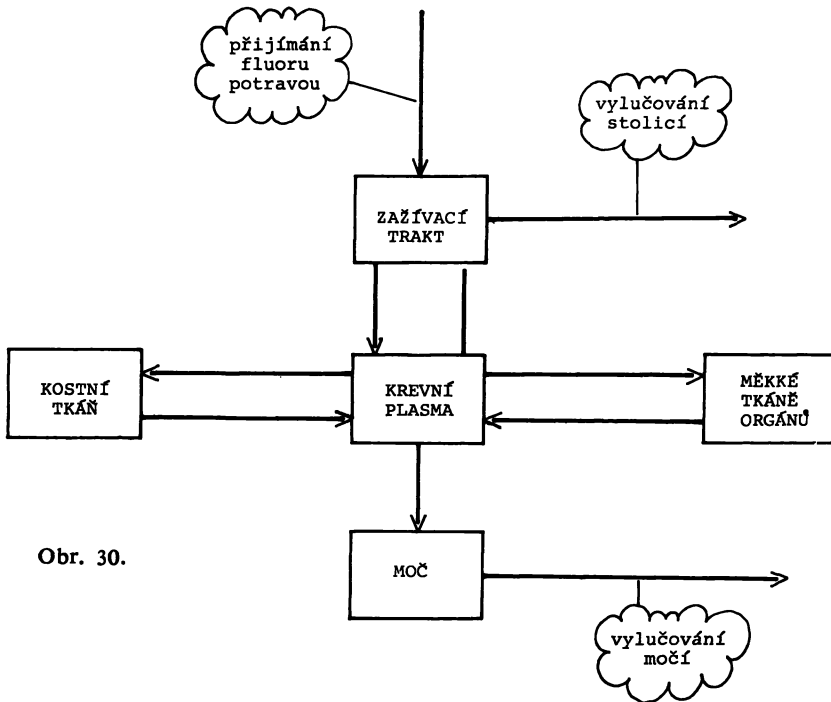 přijímání
fluoru
potravou
vylučování
stolicí
ZAŽÍVACÍ
TRAKT
KOSTNÍ
TKÁŇ
KREVNÍ
PLASMA
MĚKKÉ
TKÁNĚ
ORGÁNŮ
Obr. 30.
MOČ
vylučování
močí